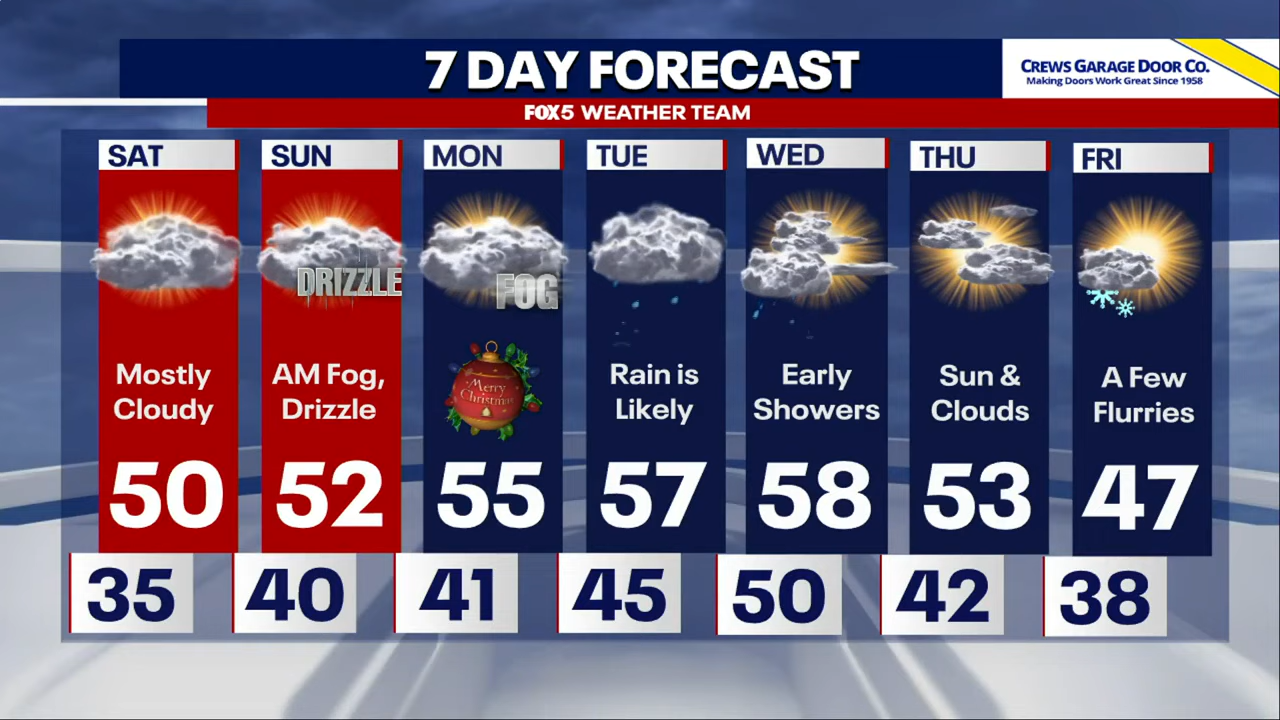 7 DAY FORECAST
CREWS GARAGE DOOR CO.
Making Doors Work Great Since 1958
FOX5 WEATHER TEAM
SAT
SUN
MON
TUE
WED
THU
FRI
DRIZZLE
FOG
Merry
Christmas
Mostly
Cloudy
AM Fog,
Drizzle
Rain is
Likely
Early
Showers
Sun &
Clouds
A Few
Flurries
50
52
55
57
58
53
47
35
40
41
45
50
42
38